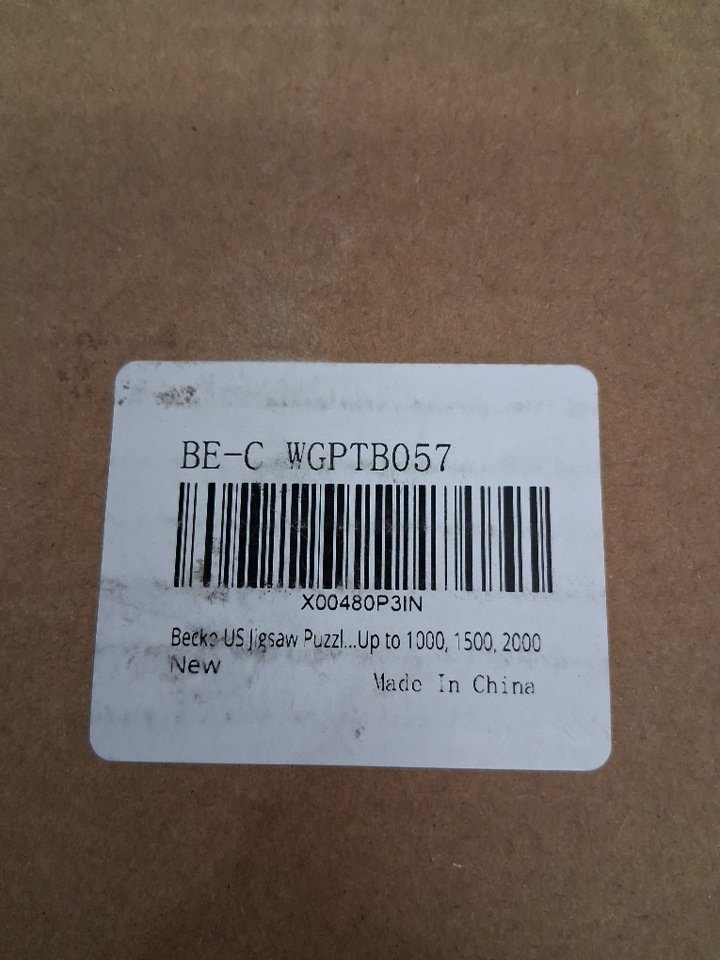 BE-C WGPTB057
X00480P3IN
Becko US Jigsaw Puzzl...Up to 1000, 1500, 2000
New
Made In China